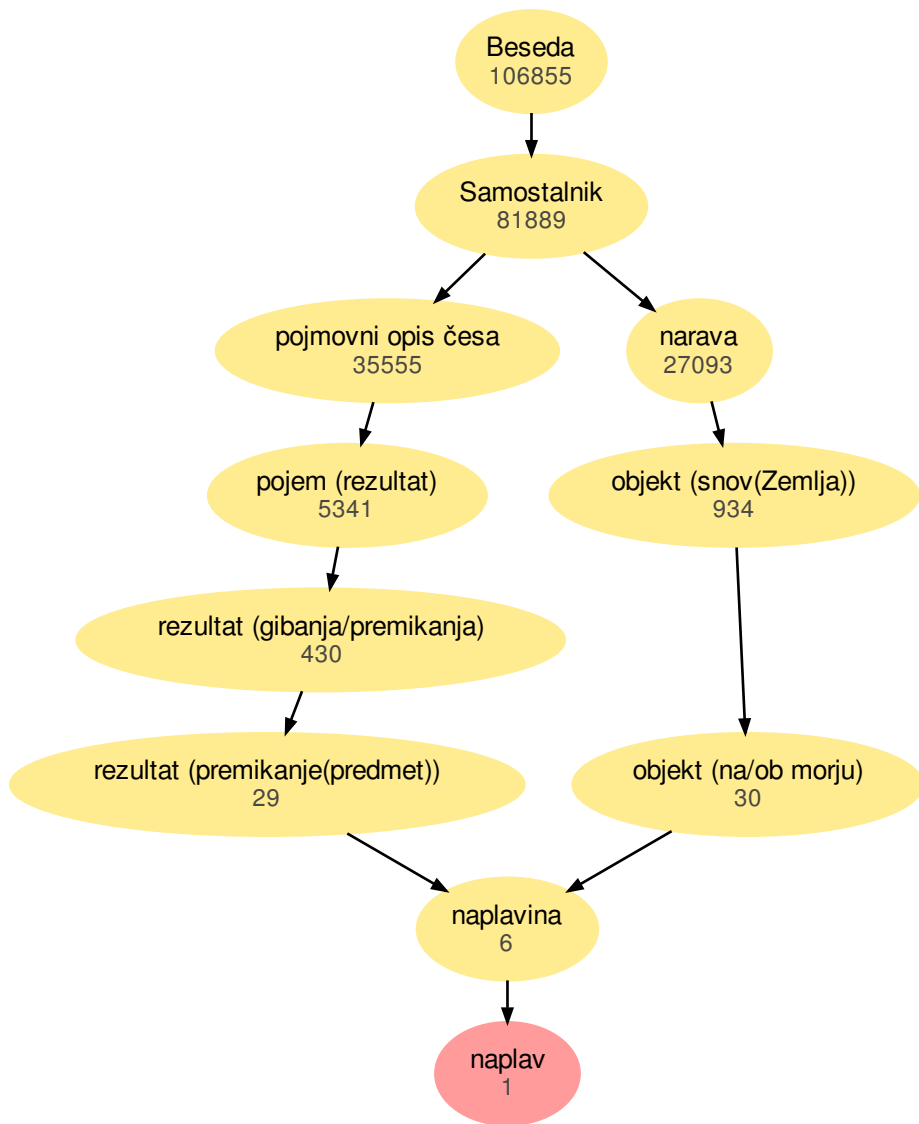 Beseda
106855
Samostalnik
81889
pojmovni opis česa
35555
narava
27093
pojem (rezultat)
5341
objekt (snov(Zemlja))
934
rezultat (gibanja/premikanja)
430
rezultat (premikanje(predmet))
29
objekt (na/ob morju)
30
naplavina
6
naplav
1